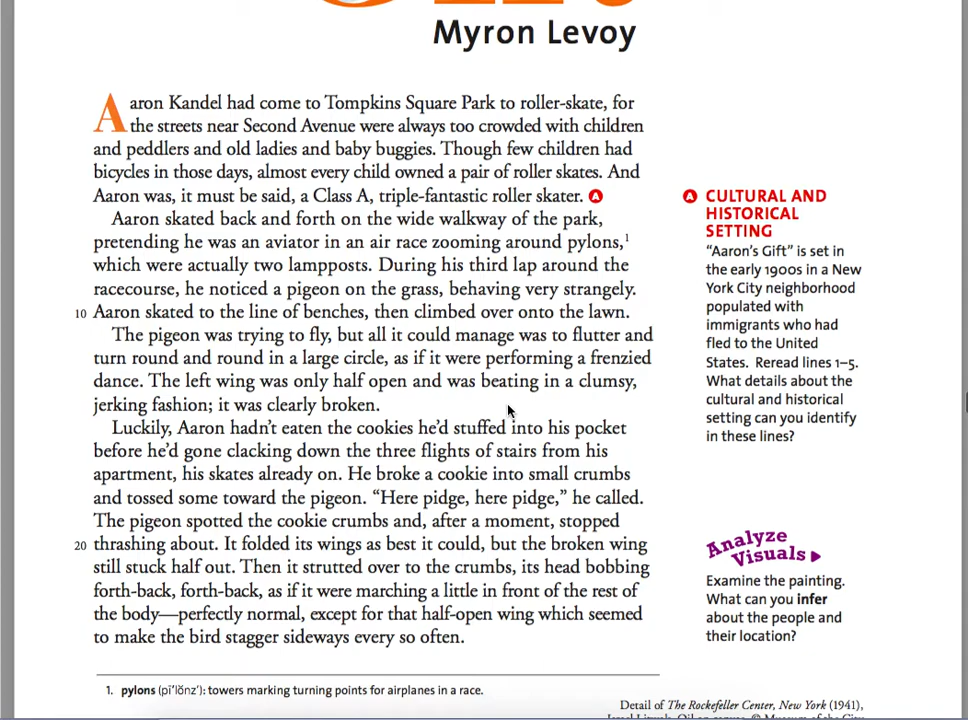 Myron Levoy
Aaron Kandel had come to Tompkins Square Park to roller-skate, for
the streets near Second Avenue were always too crowded with children
and peddlers and old ladies and baby buggies. Though few children had
bicycles in those days, almost every child owned a pair of roller skates. And
Aaron was, it must be said, a Class A, triple-fantastic roller skater. A
Aaron skated back and forth on the wide walkway of the park,
pretending he was an aviator in an air race zooming around pylons,1
which were actually two lampposts. During his third lap around the
racecourse, he noticed a pigeon on the grass, behaving very strangely.
10 Aaron skated to the line of benches, then climbed over onto the lawn.
The pigeon was trying to fly, but all it could manage was to flutter and
turn round and round in a large circle, as if it were performing a frenzied
dance. The left wing was only half open and was beating in a clumsy,
jerking fashion; it was clearly broken.
Luckily, Aaron hadn't eaten the cookies he'd stuffed into his pocket
before he'd gone clacking down the three flights of stairs from his
apartment, his skates already on. He broke a cookie into small crumbs
and tossed some toward the pigeon. "Here pidge, here pidge," he called.
The pigeon spotted the cookie crumbs and, after a moment, stopped
20 thrashing about. It folded its wings as best it could, but the broken wing
still stuck half out. Then it strutted over to the crumbs, its head bobbing
forth-back, forth-back, as if it were marching a little in front of the rest of
the body—perfectly normal, except for that half-open wing which seemed
to make the bird stagger sideways every so often.
A CULTURAL AND
HISTORICAL
SETTING
"Aaron's Gift" is set in
the early 1900s in a New
York City neighborhood
populated with
immigrants who had
fled to the United
States. Reread lines 1–5.
What details about the
cultural and historical
setting can you identify
in these lines?
Analyze
Visuals
Examine the painting.
What can you infer
about the people and
their location?
1. pylons (pī'lŏnz'): towers marking turning points for airplanes in a race.
Detail of The Rockefeller Center, New York (1941),